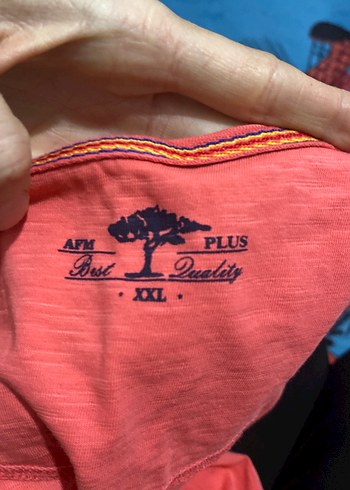 AFM PLUS
Best Quality
· XXL ·